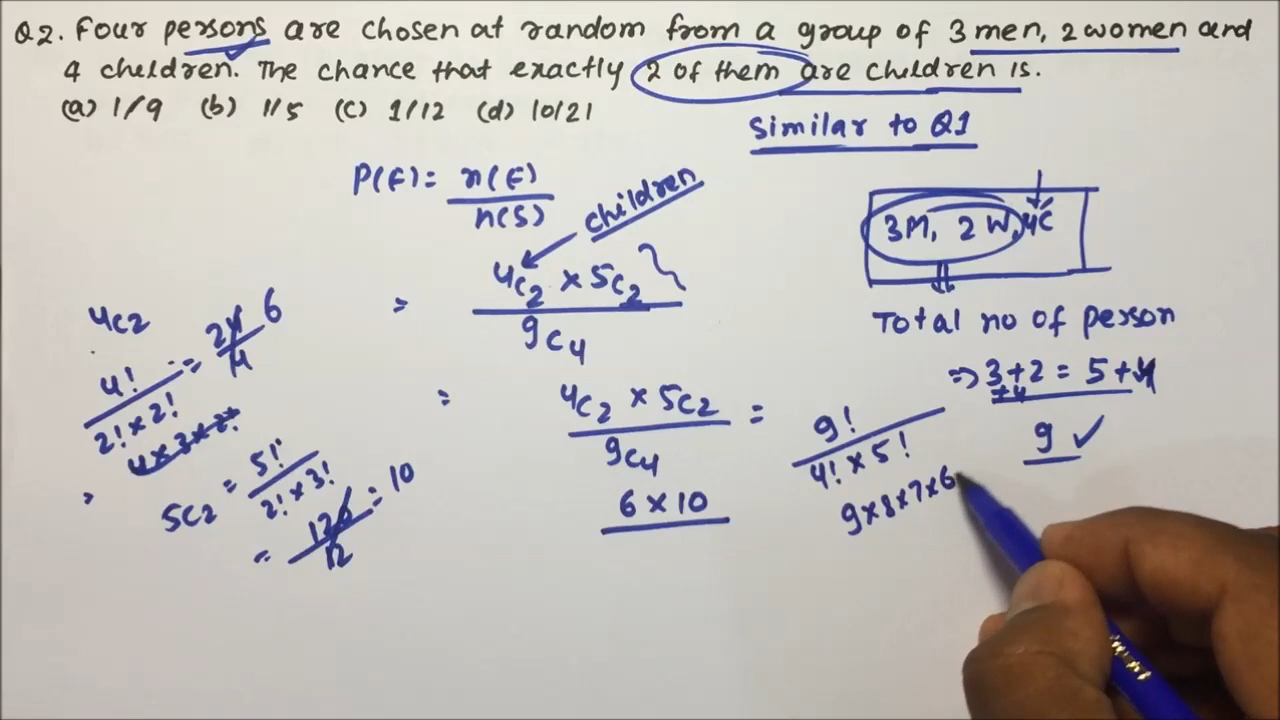 Q2. Four persons are chosen at random from a group of 3 men, 2 women and
4 children. The chance that exactly 2 of them are children is.
(a) 1/9 (b) 1/5 (c) 1/12 (d) 10/21
Similar to Q1
P(E) = n(E)
n(S)
children
3M, 2W, 4C
= 4C2 × 5C2
9C4
Total no of person
⇒ 3+2 = 5+4
+4
9 ✓
4C2
4!
2! × 2!
= 24
4
6
4 × 3 × 2!
= 4C2 × 5C2
9C4
= 9!
4! × 5!
9×8×7×6
6 × 10
5C2 = 5!
2! × 3!
= 120
12
= 10